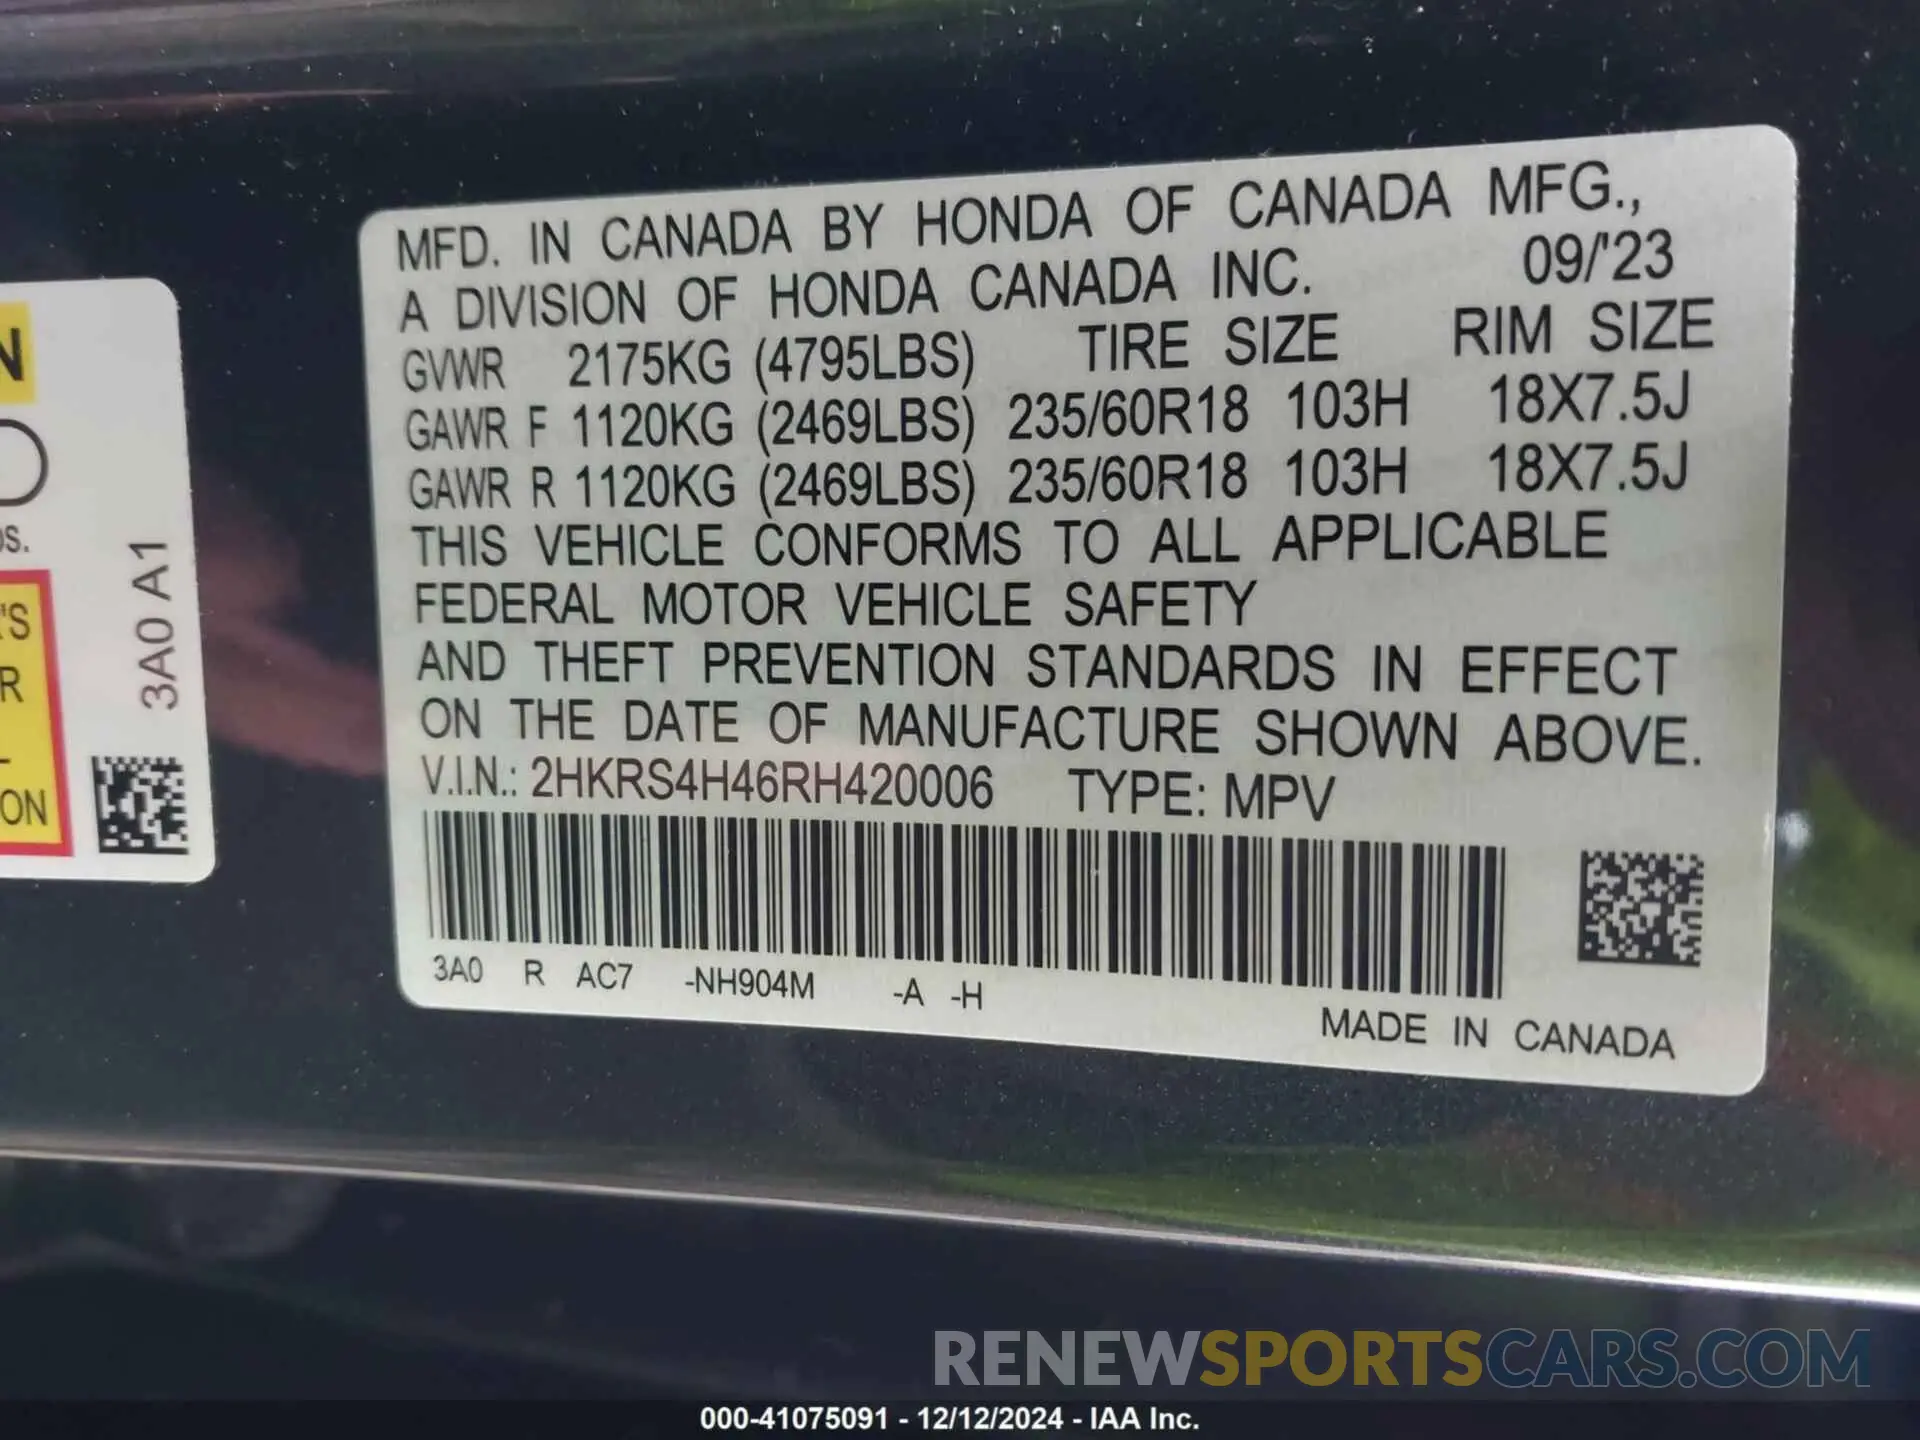 MFD. IN CANADA BY HONDA OF CANADA MFG.,
A DIVISION OF HONDA CANADA INC. 09/'23
GVWR 2175KG (4795LBS) TIRE SIZE RIM SIZE
GAWR F 1120KG (2469LBS) 235/60R18 103H 18X7.5J
GAWR R 1120KG (2469LBS) 235/60R18 103H 18X7.5J
THIS VEHICLE CONFORMS TO ALL APPLICABLE
FEDERAL MOTOR VEHICLE SAFETY
AND THEFT PREVENTION STANDARDS IN EFFECT
ON THE DATE OF MANUFACTURE SHOWN ABOVE.
V.I.N.: 2HKRS4H46RH420006 TYPE: MPV
3A0 R AC7 -NH904M -A -H
MADE IN CANADA
N
'S
R
ON
3A0 A1
RENEWSPORTSCARS.COM
000-41075091 - 12/12/2024 - IAA Inc.